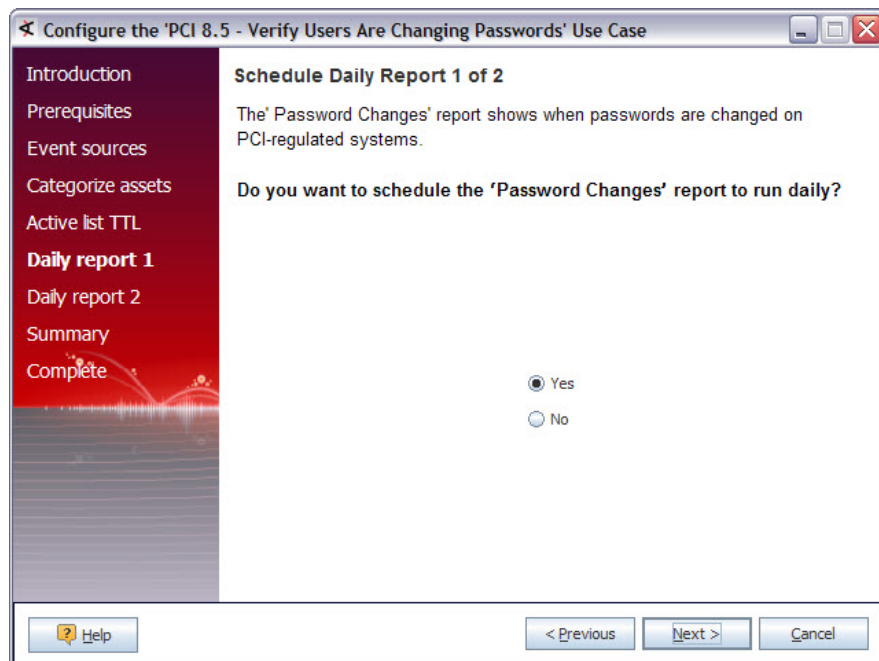 Configure the 'PCI 8.5 - Verify Users Are Changing Passwords' Use Case
Introduction
Prerequisites
Event sources
Categorize assets
Active list TTL
Daily report 1
Daily report 2
Summary
Complete
Schedule Daily Report 1 of 2
The' Password Changes' report shows when passwords are changed on
PCI-regulated systems.
Do you want to schedule the 'Password Changes' report to run daily?
Yes
No
Help
< Previous
Next >
Cancel